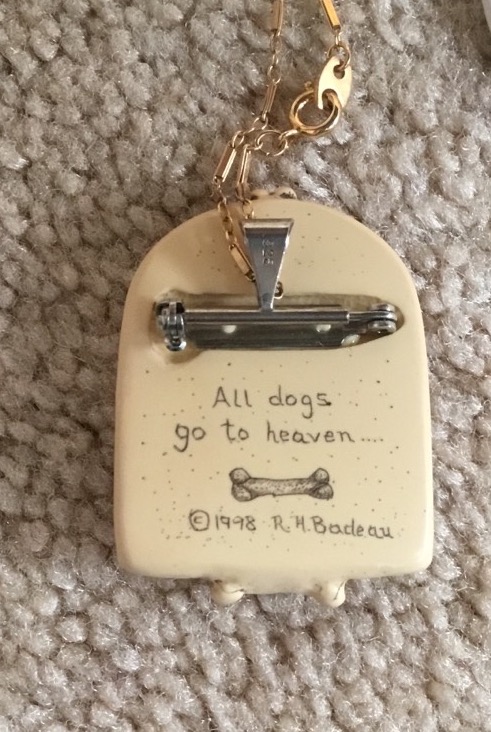 All dogs
go to heaven....
©1998 R.H.Badeau